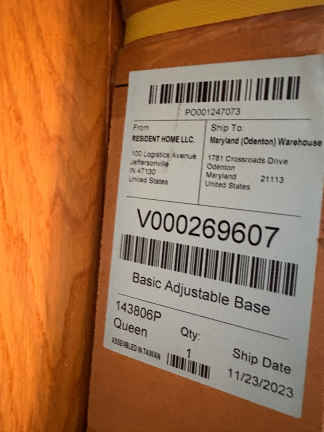 PO001247073
From
RESIDENT HOME LLC.
100 Logistics Avenue
Jeffersonville
IN 47130
United States
Ship To:
Maryland (Odenton) Warehouse
1781 Crossroads Drive
Odenton
Maryland 21113
United States
V000269607
Basic Adjustable Base
143806P
Queen
Qty:
1
ASSEMBLED IN TAIWAN
Ship Date
11/23/2023